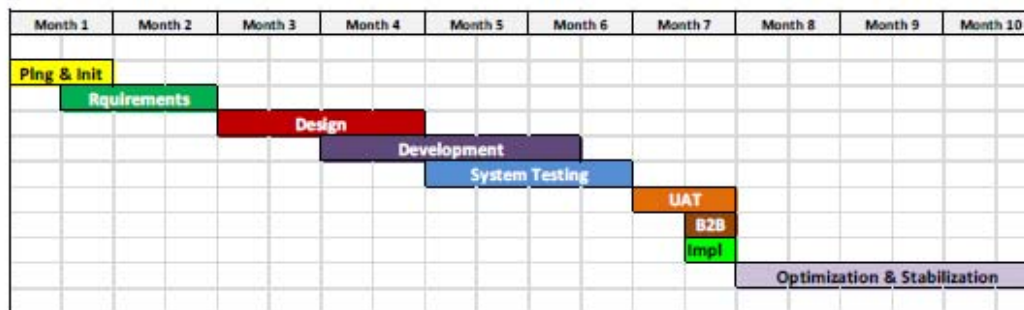 Month 1 Month 2 Month 3 Month 4 Month 5 Month 6 Month 7 Month 8 Month 9 Month 10
Plng & Init
Rquirements
Design
Development
System Testing
UAT
B2B
Impl
Optimization & Stabilization